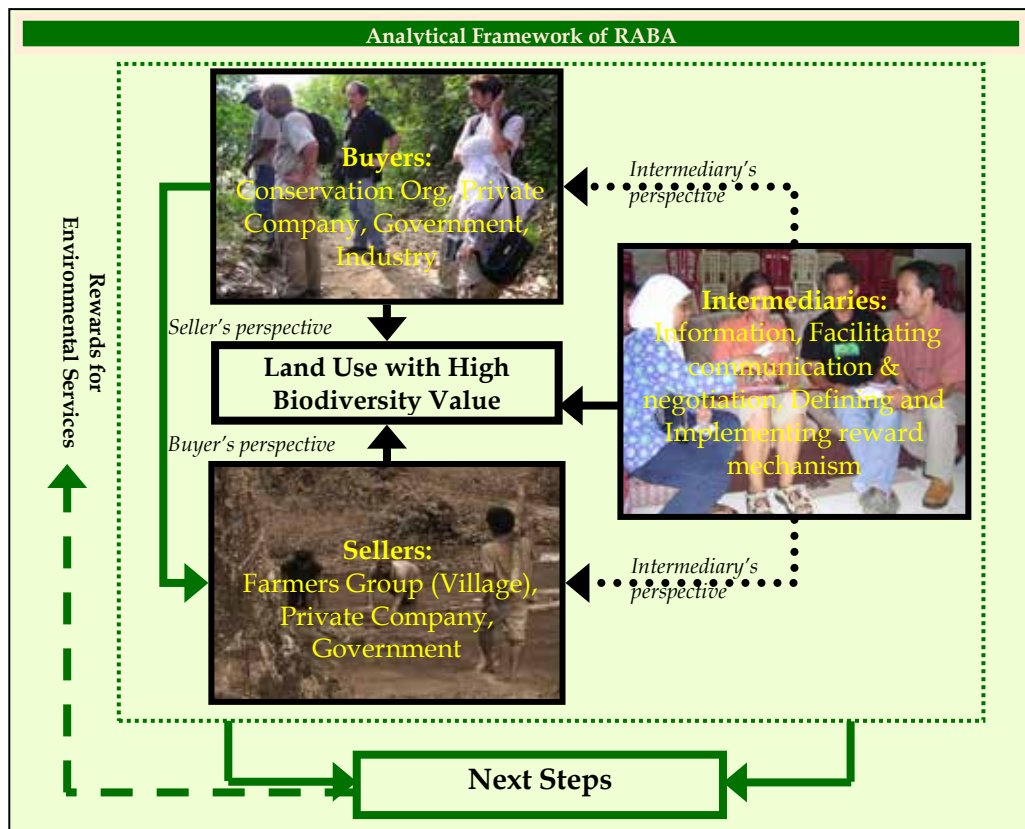 Analytical Framework of RABA
Buyers:
Conservation Org, Private
Company, Government,
Industry
Intermediary's
perspective
Rewards for
Environmental Services
Intermediaries:
Information, Facilitating
communication &
negotiation, Defining and
Implementing reward
mechanism
Seller's perspective
Land Use with High
Biodiversity Value
Buyer's perspective
Sellers:
Farmers Group (Village),
Private Company,
Government
Intermediary's
perspective
Next Steps